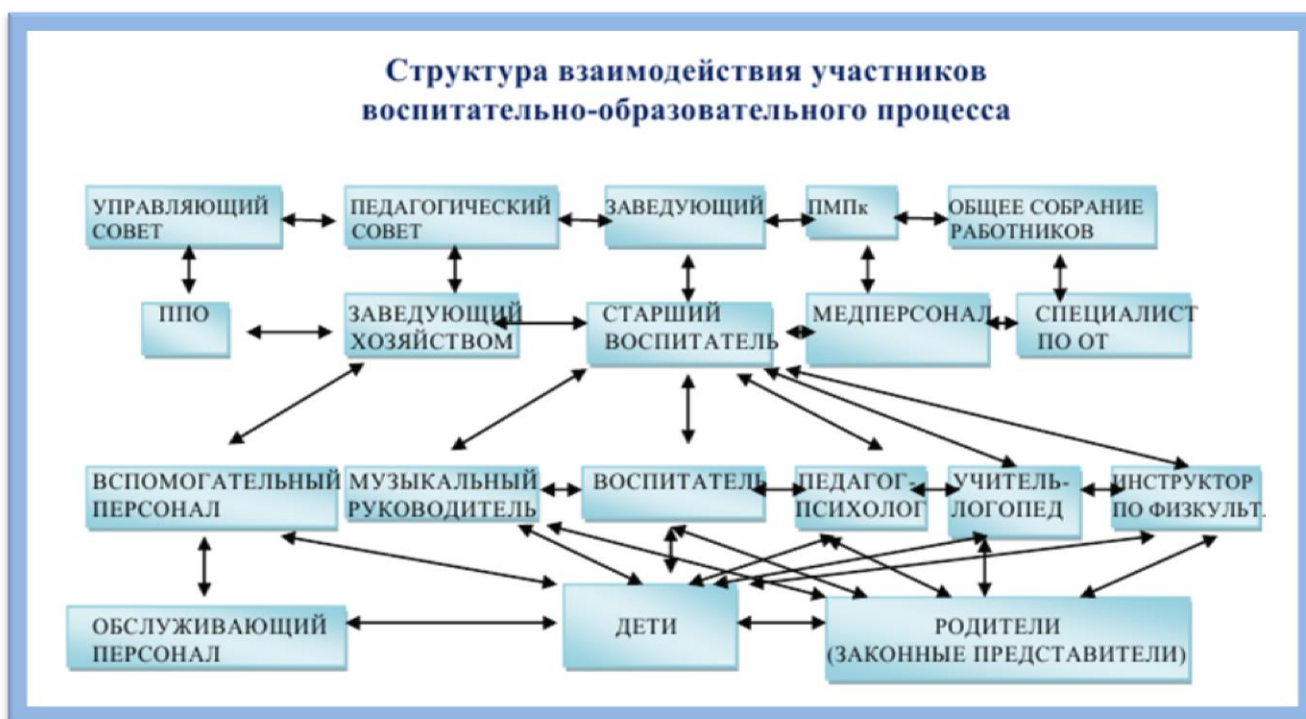 Структура взаимодействия участников
воспитательно-образовательного процесса
УПРАВЛЯЮЩИЙ
СОВЕТ
ПЕДАГОГИЧЕСКИЙ
СОВЕТ
ЗАВЕДУЮЩИЙ
ПМПк
ОБЩЕЕ СОБРАНИЕ
РАБОТНИКОВ
ППО
ЗАВЕДУЮЩИЙ
ХОЗЯЙСТВОМ
СТАРШИЙ
ВОСПИТАТЕЛЬ
МЕДПЕРСОНАЛ
СПЕЦИАЛИСТ
ПО ОТ
ВСПОМОГАТЕЛЬНЫЙ
ПЕРСОНАЛ
МУЗЫКАЛЬНЫЙ
РУКОВОДИТЕЛЬ
ВОСПИТАТЕЛЬ
ПЕДАГОГ-
ПСИХОЛОГ
УЧИТЕЛЬ-
ЛОГОПЕД
ИНСТРУКТОР
ПО ФИЗКУЛЬТ.
ОБСЛУЖИВАЮЩИЙ
ПЕРСОНАЛ
ДЕТИ
РОДИТЕЛИ
(ЗАКОННЫЕ ПРЕДСТАВИТЕЛИ)